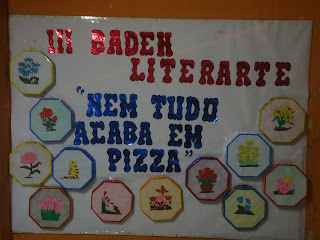 III BADEN
LITERARTE
"NEM TUDO
ACABA EM
PIZZA"